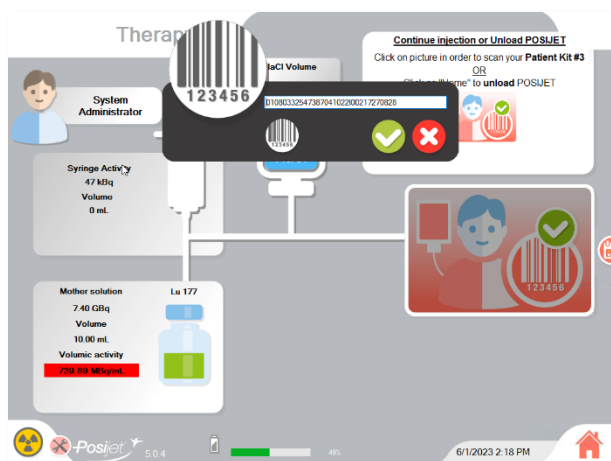 Therap
123456
aCl Volume
0108033254738704102200217270828
123456
Continue injection or Unload POSIJET
Click on picture in order to scan your Patient Kit #3
OR
"Home" to unload POSIJET
System
Administrator
Syringe Activity
47 kBq
Volume
0 mL
123456
Mother solution
7.40 GBq
Volume
10.00 mL
Volumic activity
739.89 MBq/mL
Lu 177
Posijet
5.0.4
49%
6/1/2023 2:18 PM